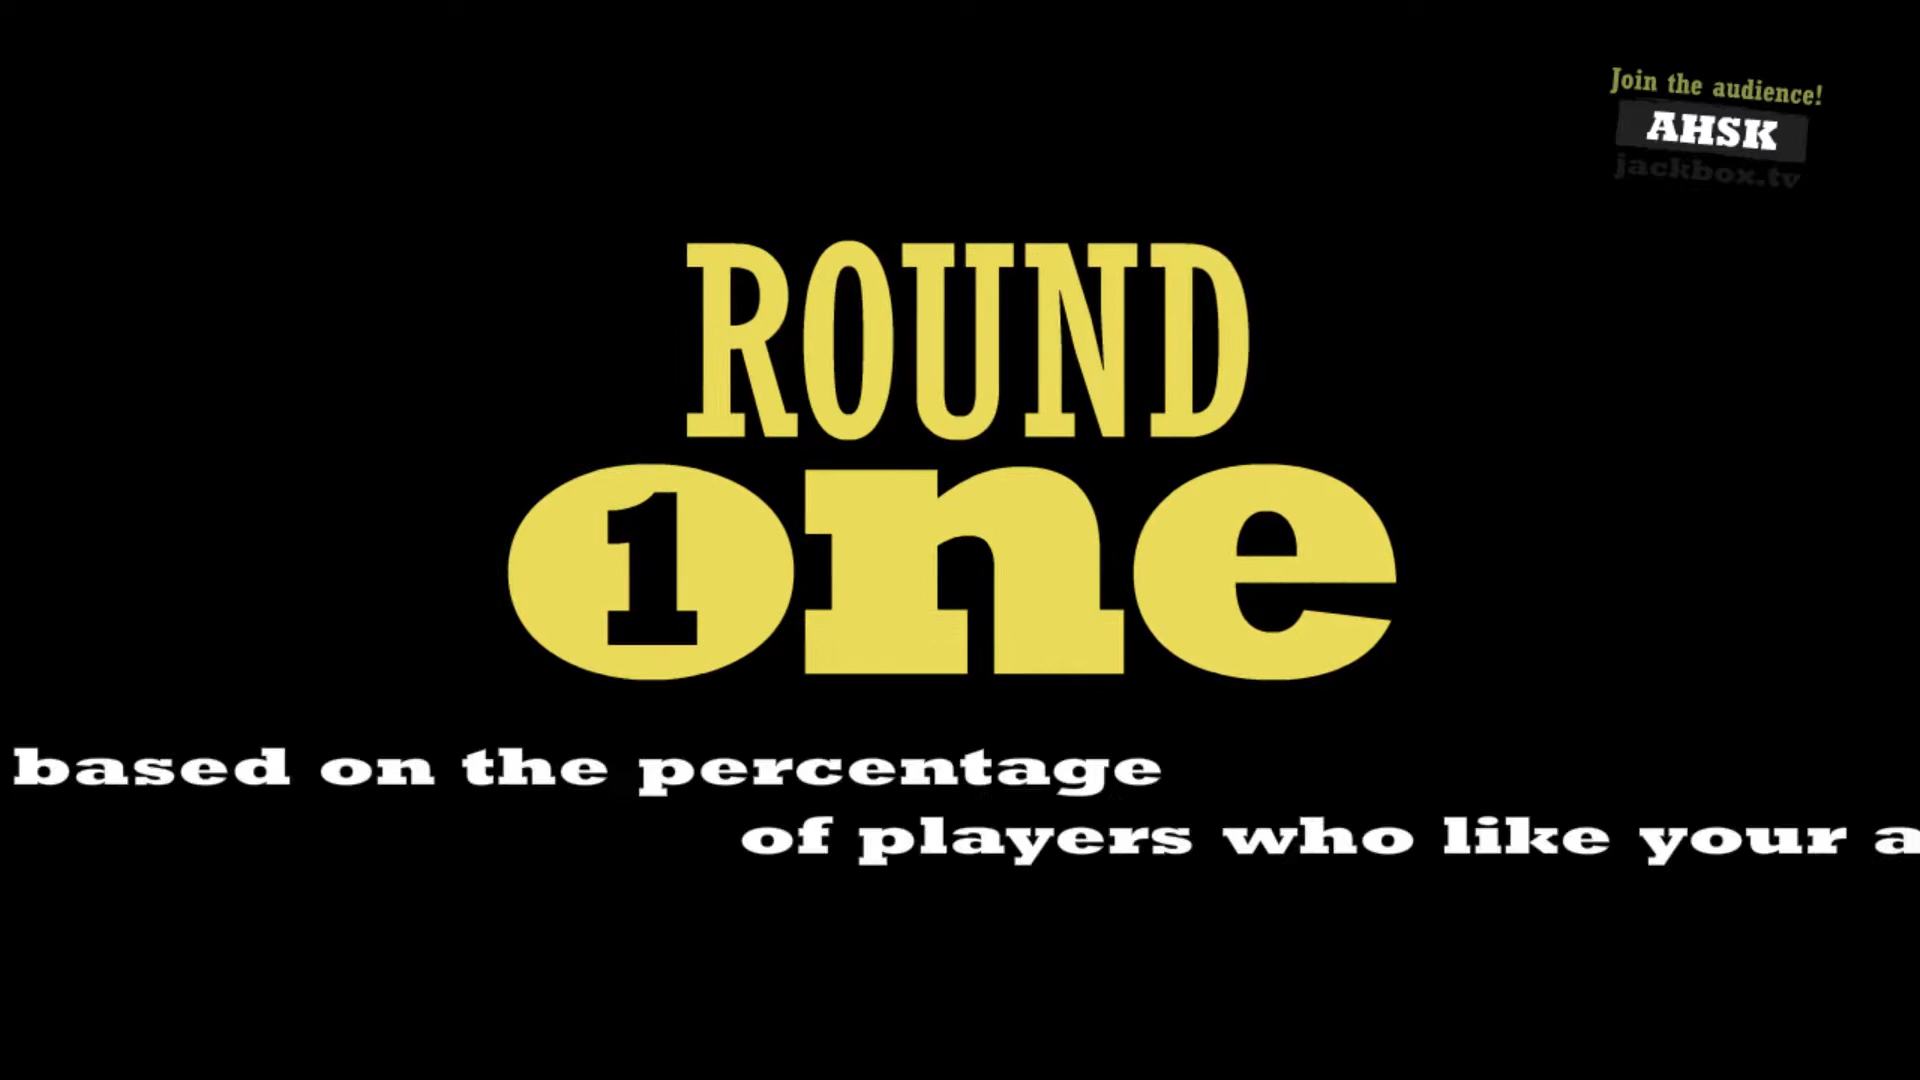 Join the audience!
AHSK
jackbox.tv
ROUND
one
1
based on the percentage
of players who like your a